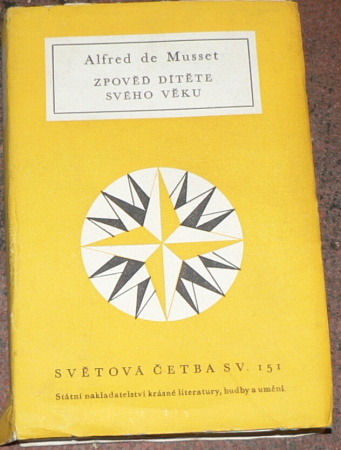 Alfred de Musset
ZPOVĚĎ DÍTĚTE
SVÉHO VĚKU
SVĚTOVÁ ČETBA SV. 151
Státní nakladatelství krásné literatury, hudby a umění